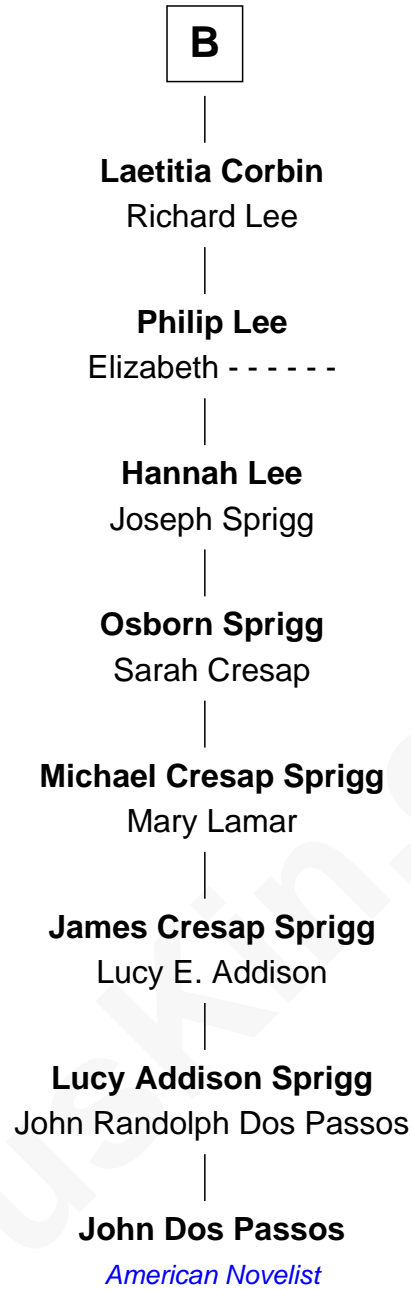 B
Laetitia Corbin
Richard Lee
Philip Lee
Elizabeth - - - - - -
Hannah Lee
Joseph Sprigg
Osborn Sprigg
Sarah Cresap
Michael Cresap Sprigg
Mary Lamar
James Cresap Sprigg
Lucy E. Addison
Lucy Addison Sprigg
John Randolph Dos Passos
John Dos Passos
American Novelist